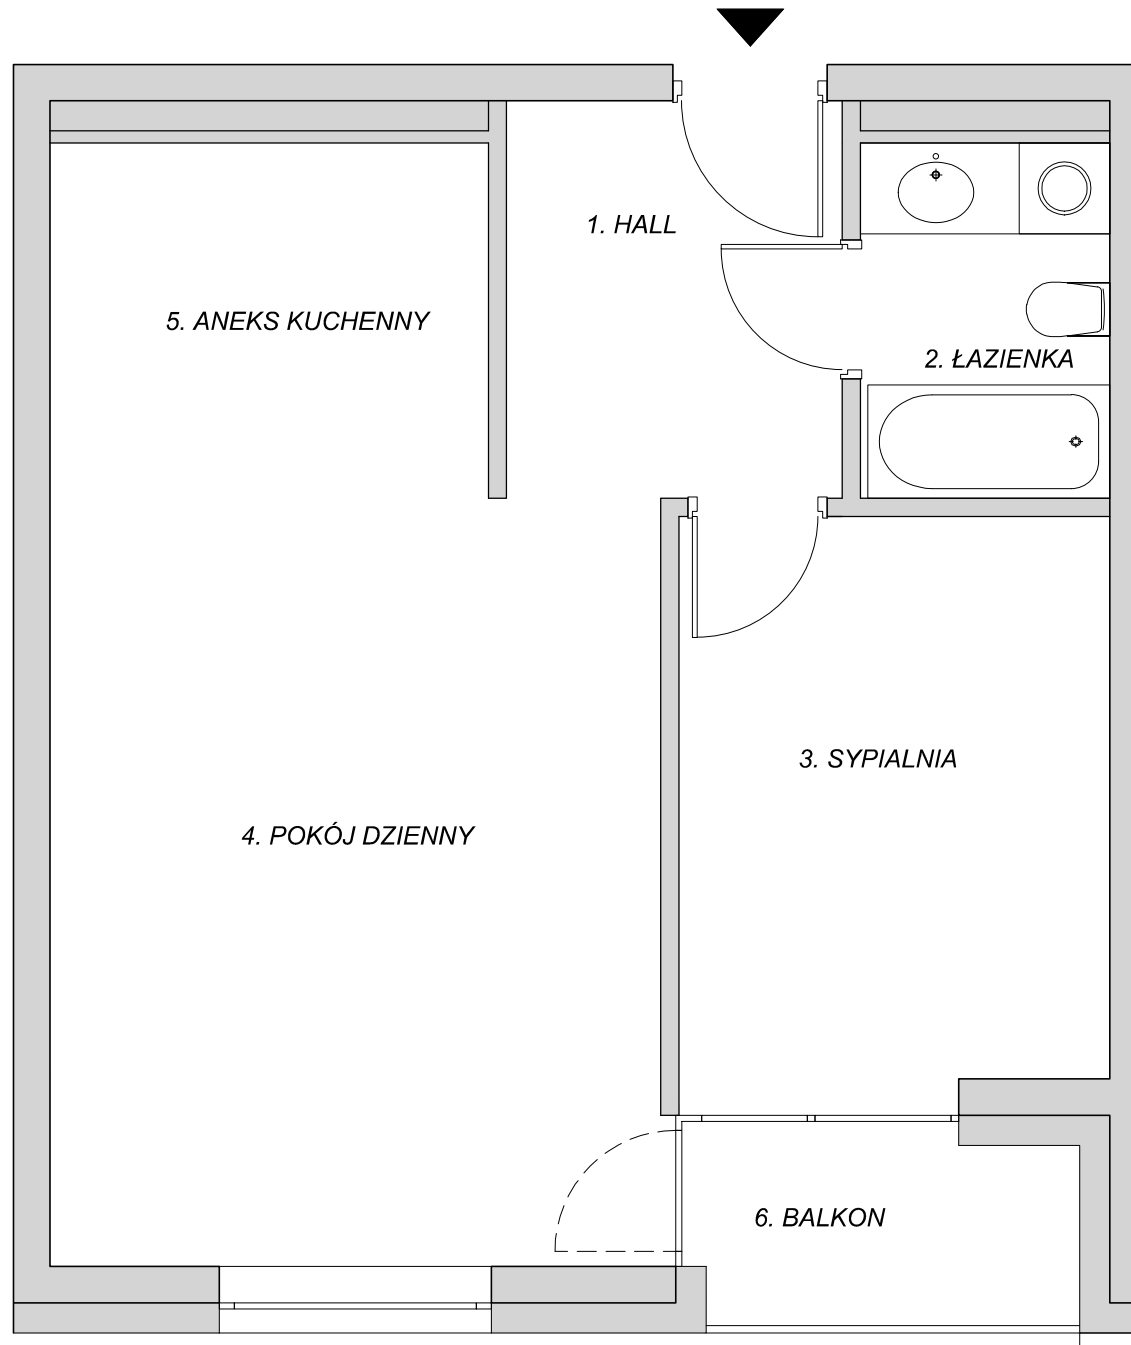 1. HALL
5. ANEKS KUCHENNY
2. ŁAZIENKA
3. SYPIALNIA
4. POKÓJ DZIENNY
6. BALKON